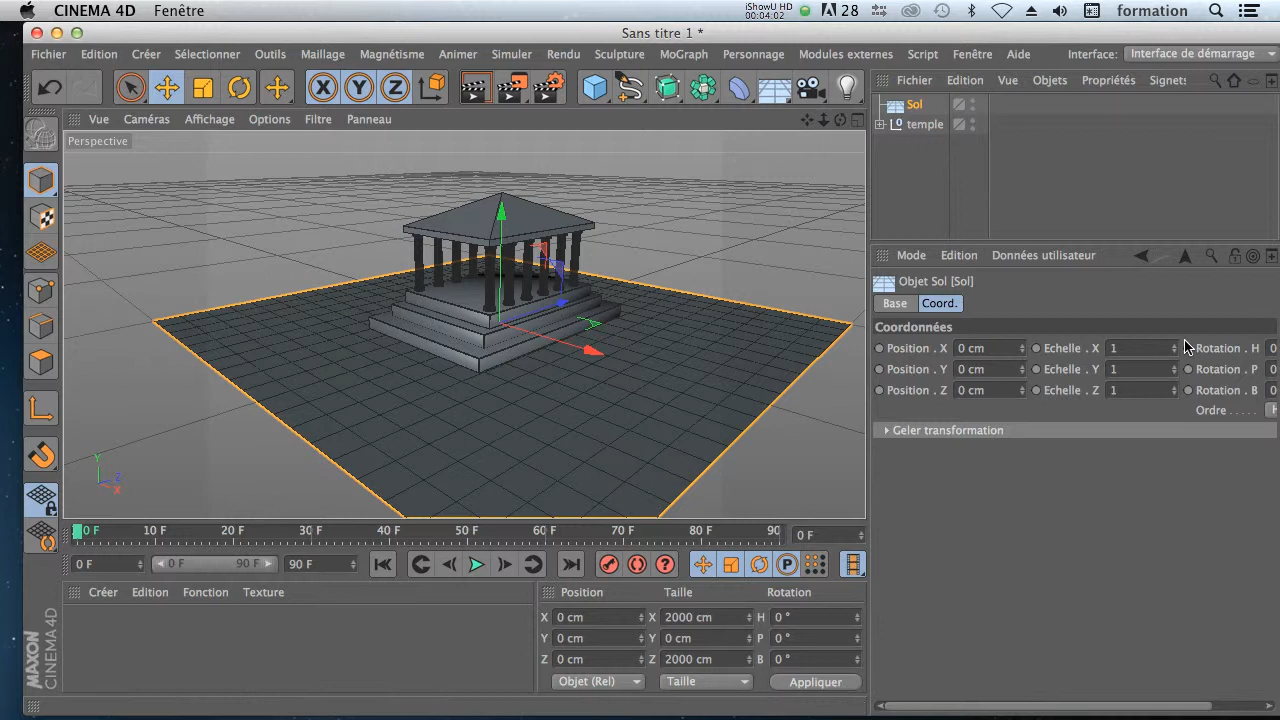 CINEMA 4D Fenêtre iShowU HD 00:04:02 28 formation
Sans titre 1 *
Fichier Edition Créer Sélectionner Outils Maillage Magnétisme Animer Simuler Rendu Sculpture MoGraph Personnage Modules externes Script Fenêtre Aide Interface: Interface de démarrage
X Y Z
Fichier Edition Vue Objets Propriétés Signets
Vue Caméras Affichage Options Filtre Panneau
Perspective
Sol
temple
Mode Edition Données utilisateur
Objet Sol [Sol]
Base Coord.
Coordonnées
Position . X 0 cm Echelle . X 1 Rotation . H 0
Position . Y 0 cm Echelle . Y 1 Rotation . P 0
Position . Z 0 cm Echelle . Z 1 Rotation . B 0
Ordre . . . . . H
Geler transformation
Y Z X
0 F 10 F 20 F 30 F 40 F 50 F 60 F 70 F 80 F 90 0 F
0 F 0 F 90 F 90 F P
Créer Edition Fonction Texture
Position Taille Rotation
X 0 cm X 2000 cm H 0 °
Y 0 cm Y 0 cm P 0 °
Z 0 cm Z 2000 cm B 0 °
Objet (Rel) Taille Appliquer
MAXON
CINEMA 4D